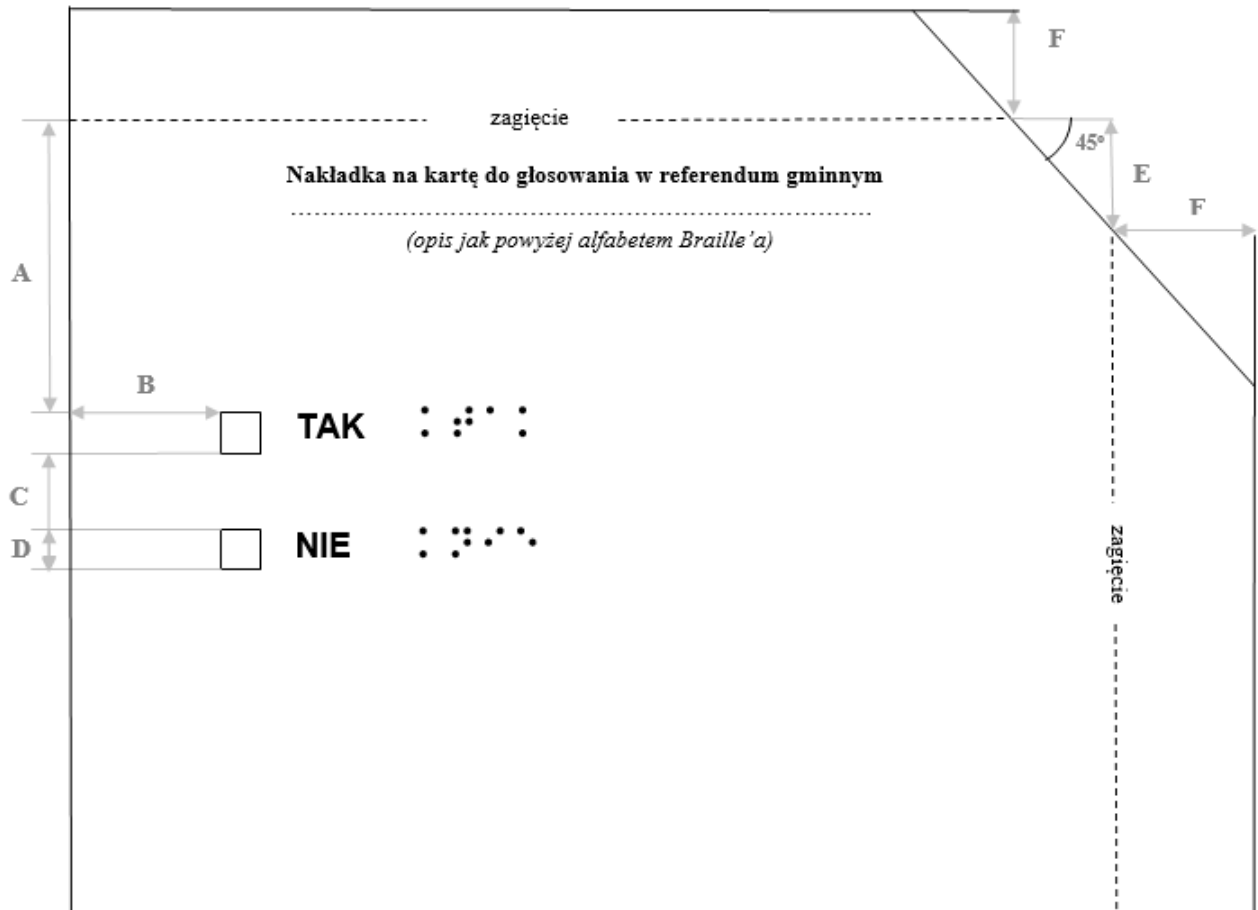 F
zagięcie
45°
E
Nakładka na kartę do głosowania w referendum gminnym
F
……………………………………………………………………
(opis jak powyżej alfabetem Braille’a)
A
B
TAK ⠨⠞⠁⠅
C
zagięcie
D
NIE ⠨⠝⠊⠑